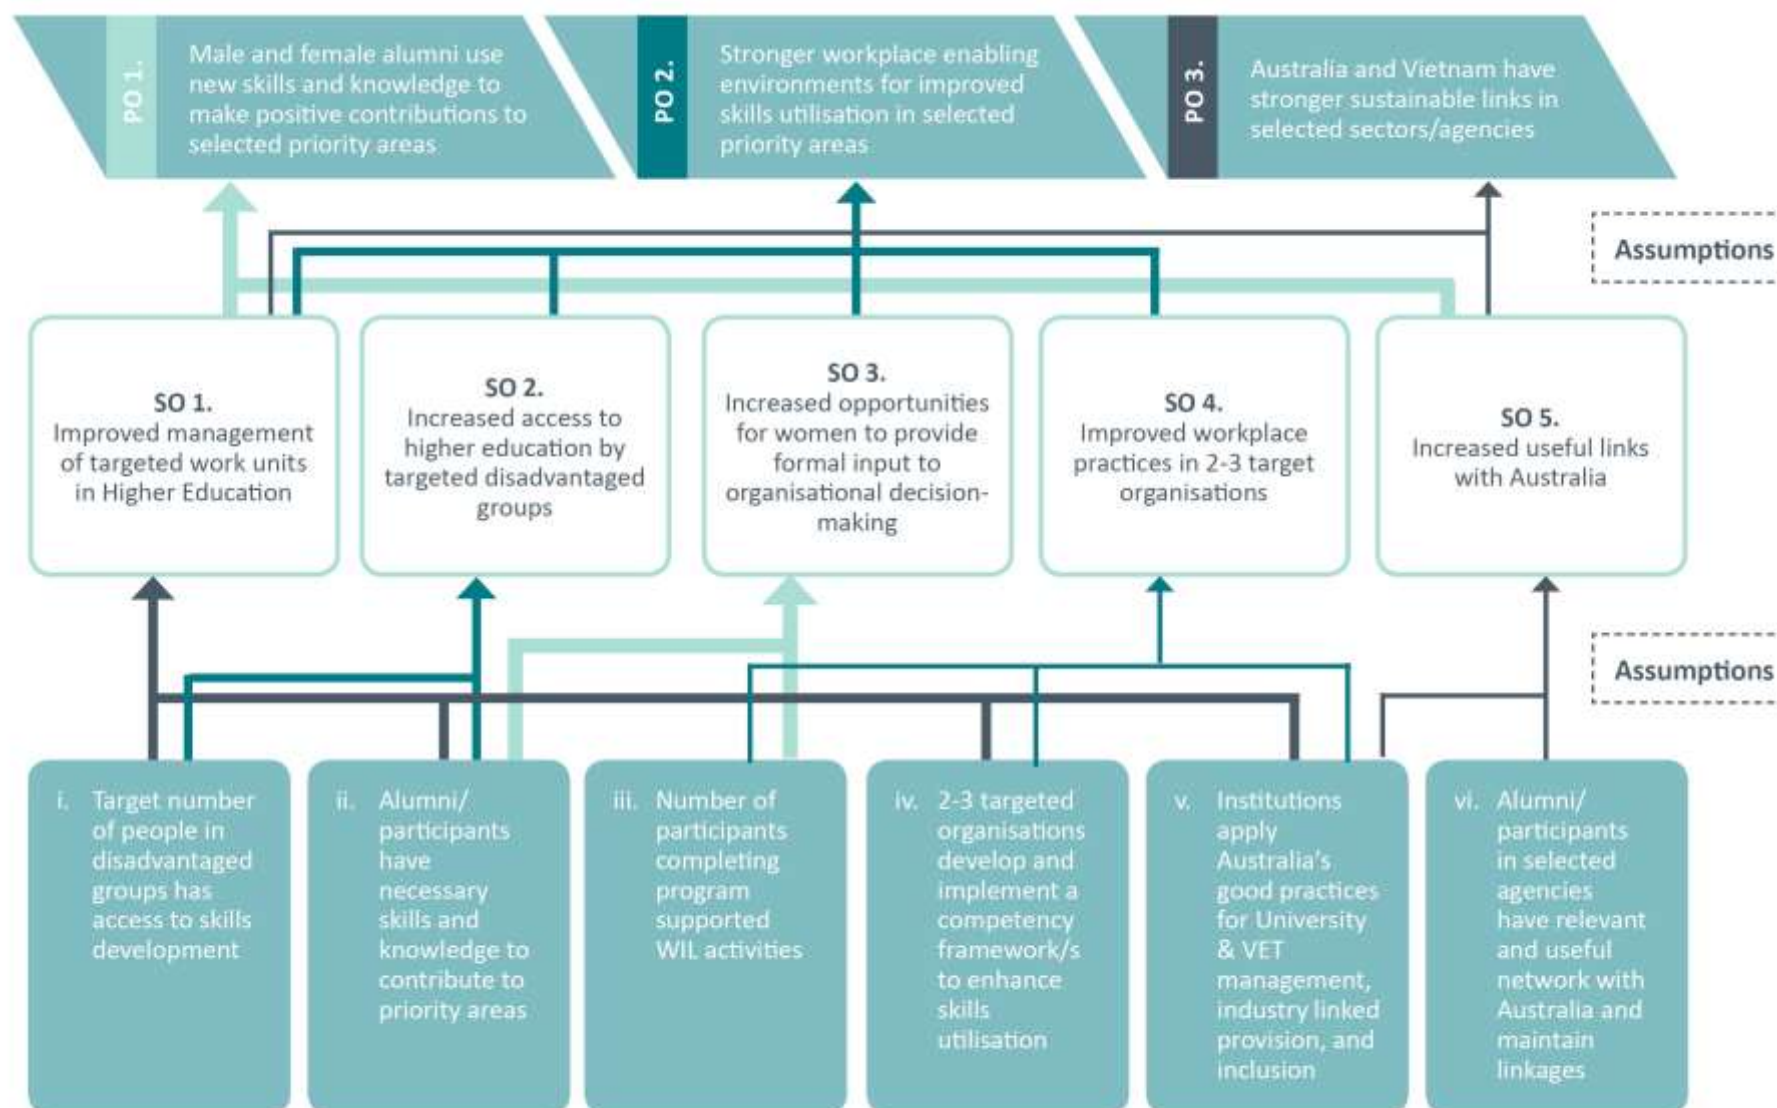 PO 1.
Male and female alumni use
new skills and knowledge to
make positive contributions to
selected priority areas
PO 2.
Stronger workplace enabling
environments for improved
skills utilisation in selected
priority areas
PO 3.
Australia and Vietnam have
stronger sustainable links in
selected sectors/agencies
Assumptions
SO 1.
Improved management
of targeted work units
in Higher Education
SO 2.
Increased access to
higher education by
targeted disadvantaged
groups
SO 3.
Increased opportunities
for women to provide
formal input to
organisational decision-
making
SO 4.
Improved workplace
practices in 2-3 target
organisations
SO 5.
Increased useful links
with Australia
Assumptions
i. Target number
of people in
disadvantaged
groups has
access to skills
development
ii. Alumni/
participants
have
necessary
skills and
knowledge to
contribute to
priority areas
iii. Number of
participants
completing
program
supported
WIL activities
iv. 2-3 targeted
organisations
develop and
implement a
competency
framework/s
to enhance
skills
utilisation
v. Institutions
apply
Australia's
good practices
for University
& VET
management,
industry linked
provision, and
inclusion
vi. Alumni/
participants
in selected
agencies
have relevant
and useful
network with
Australia and
maintain
linkages